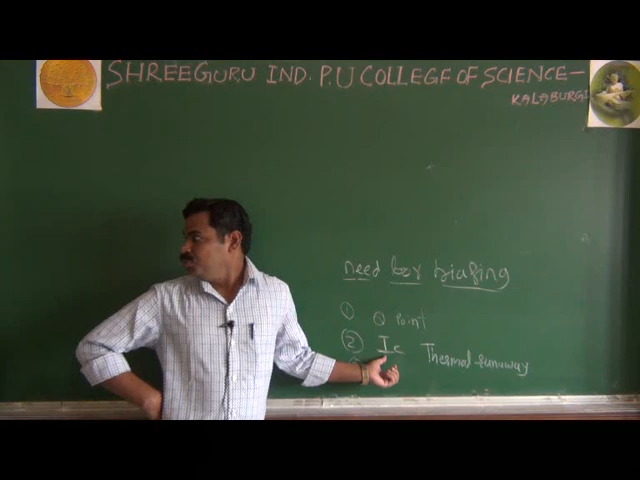 SHREEGURU IND. P.U COLLEGE OF SCIENCE-
KALABURGI
need for biasing
① Q Point
② Ic Thermal runaway